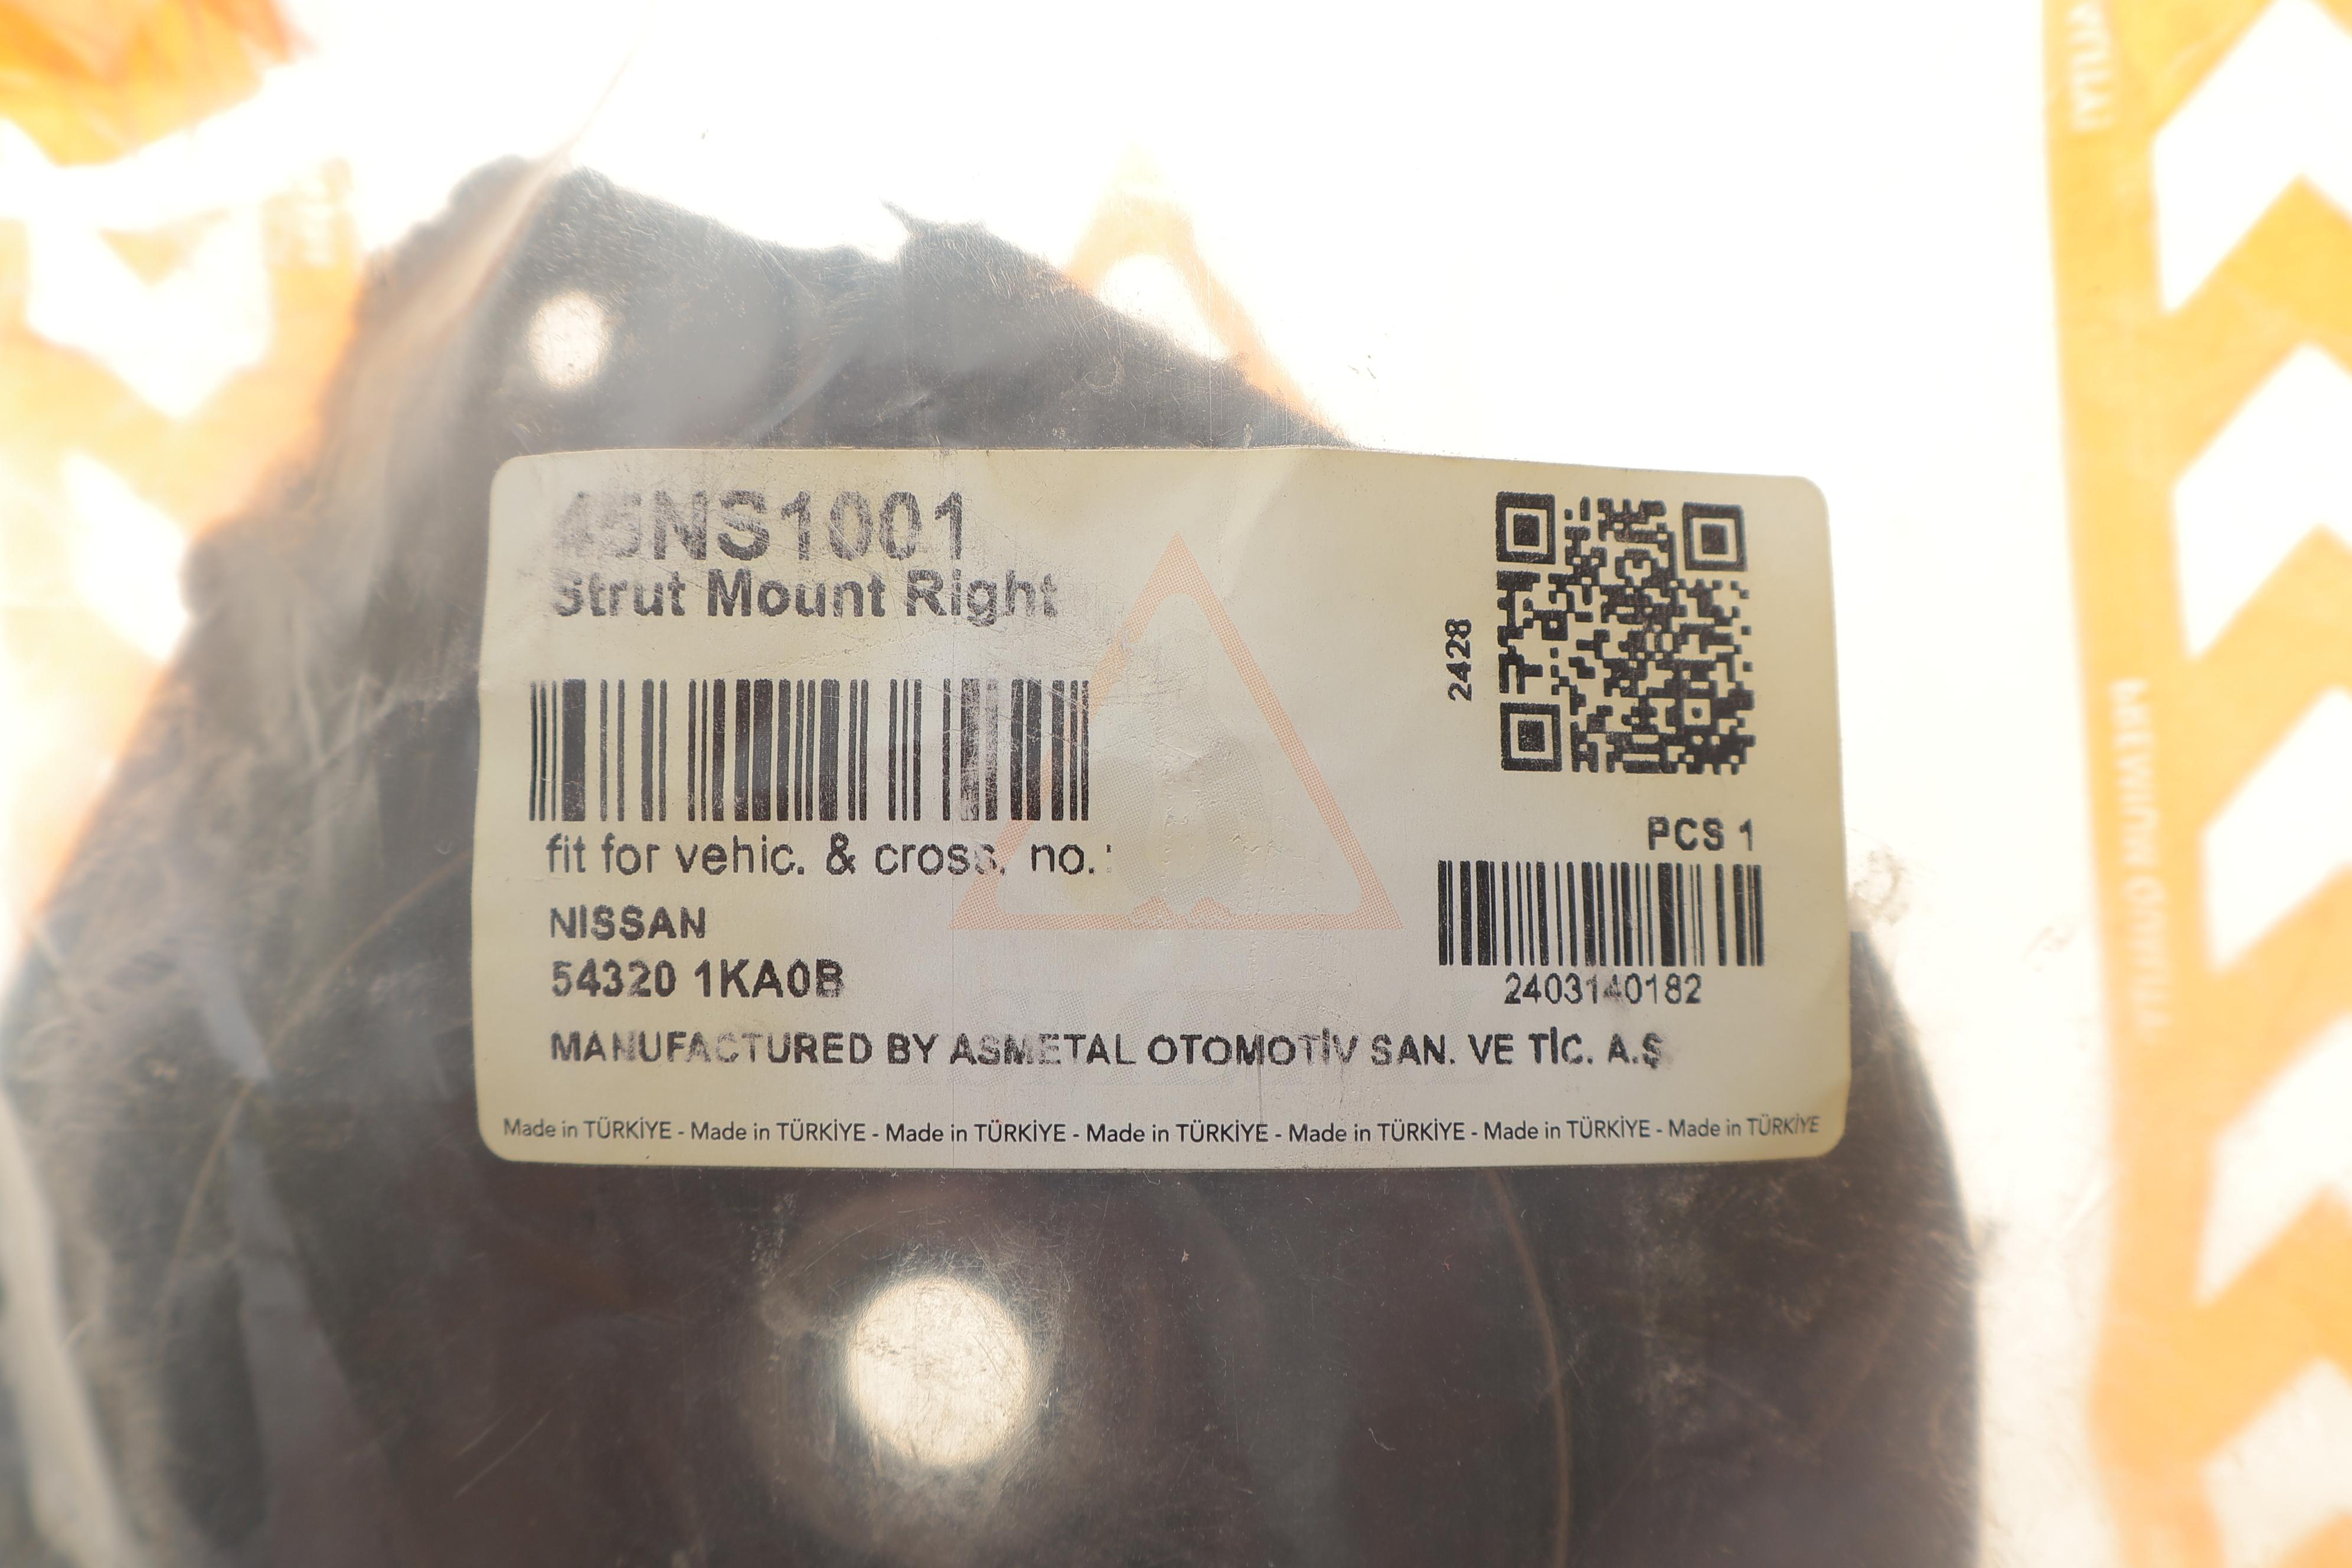 45NS1001
Strut Mount Right
2428
fit for vehic. & cross. no.:
PCS 1
NISSAN
54320 1KA0B
2403140182
MANUFACTURED BY ASMETAL OTOMOTİV SAN. VE TİC. A.Ş
Made in TÜRKİYE - Made in TÜRKİYE - Made in TÜRKİYE - Made in TÜRKİYE - Made in TÜRKİYE - Made in TÜRKİYE - Made in TÜRKİYE
PREMIUM QUALITY